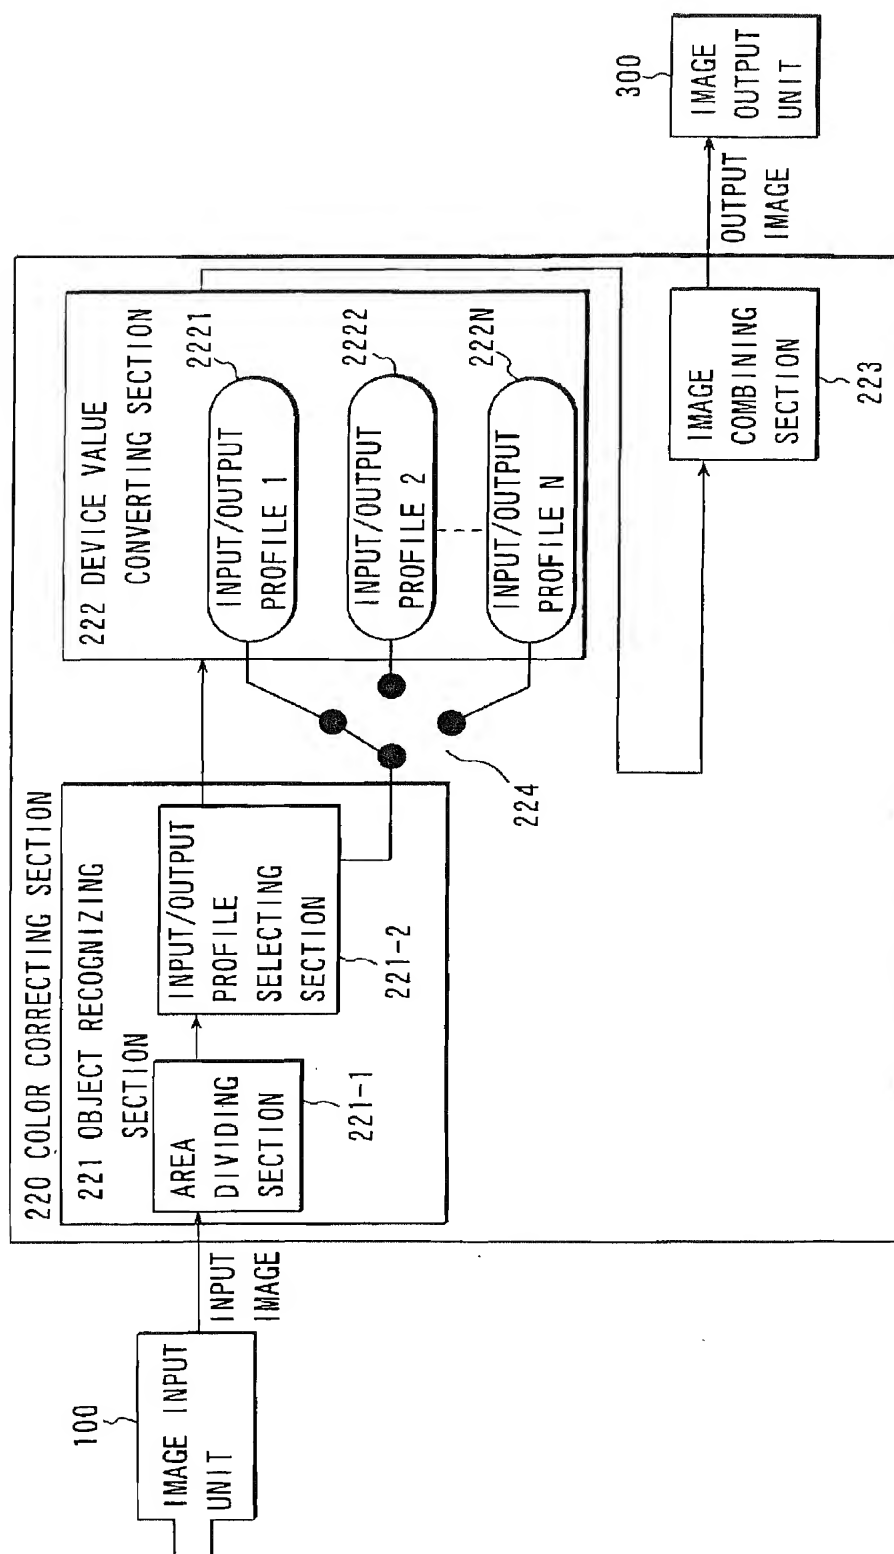 100
IMAGE INPUT
UNIT
INPUT
IMAGE
220 COLOR CORRECTING SECTION
221 OBJECT RECOGNIZING
SECTION
AREA
DIVIDING
SECTION
221-1
INPUT/OUTPUT
PROFILE
SELECTING
SECTION
221-2
224
222 DEVICE VALUE
CONVERTING SECTION
INPUT/OUTPUT
PROFILE 1
2221
INPUT/OUTPUT
PROFILE 2
2222
INPUT/OUTPUT
PROFILE N
222N
IMAGE
COMBINING
SECTION
223
OUTPUT
IMAGE
300
IMAGE
OUTPUT
UNIT